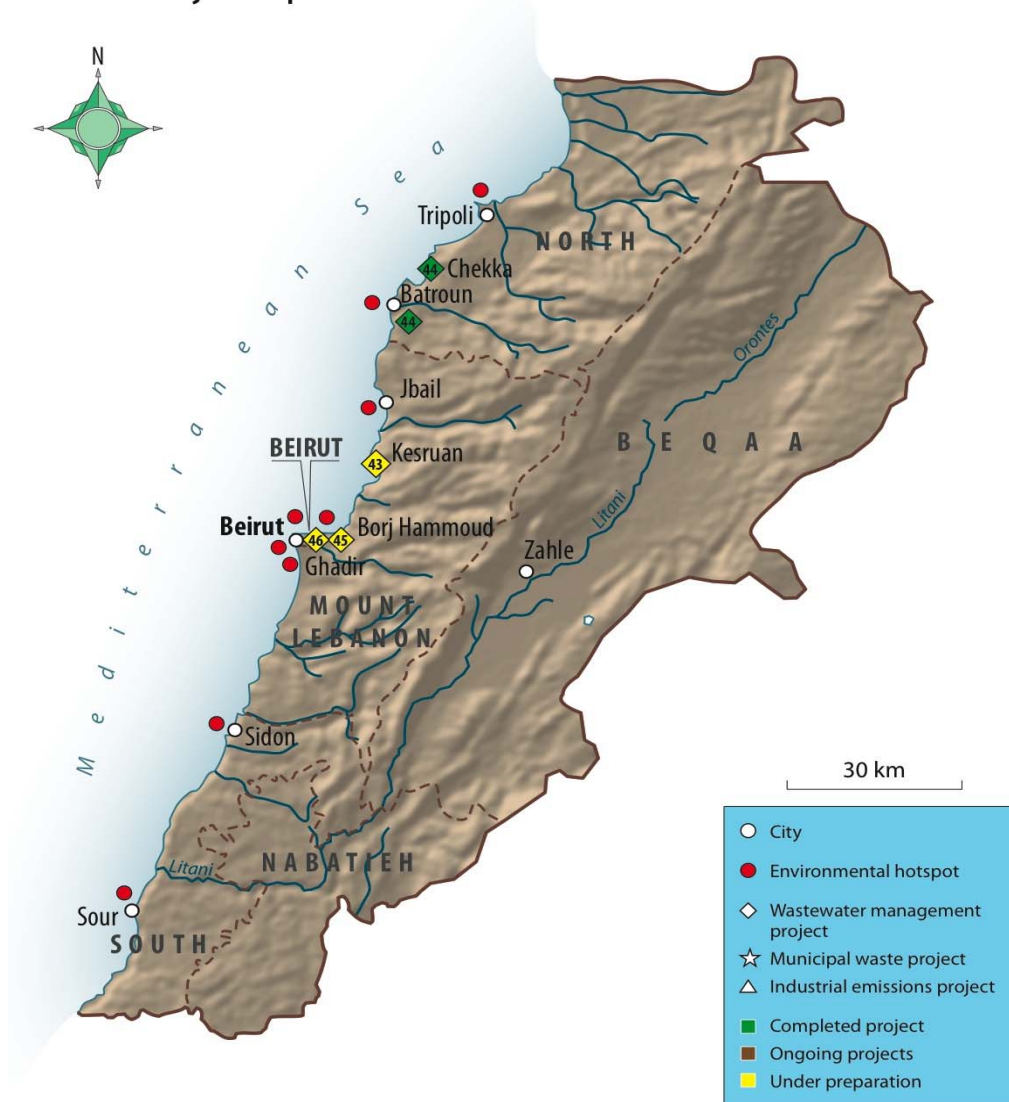 N
Mediterranean Sea
Tripoli
NORTH
44
Chekka
Batroun
44
Orontes
Jbail
BEQAA
BEIRUT
43
Kesruan
Litani
Beirut
46
45
Borj Hammoud
Ghadir
Zahle
MOUNT
LEBANON
Sidon
30 km
NABATIEH
Litani
Sour
SOUTH
City
Environmental hotspot
Wastewater management
project
Municipal waste project
Industrial emissions project
Completed project
Ongoing projects
Under preparation